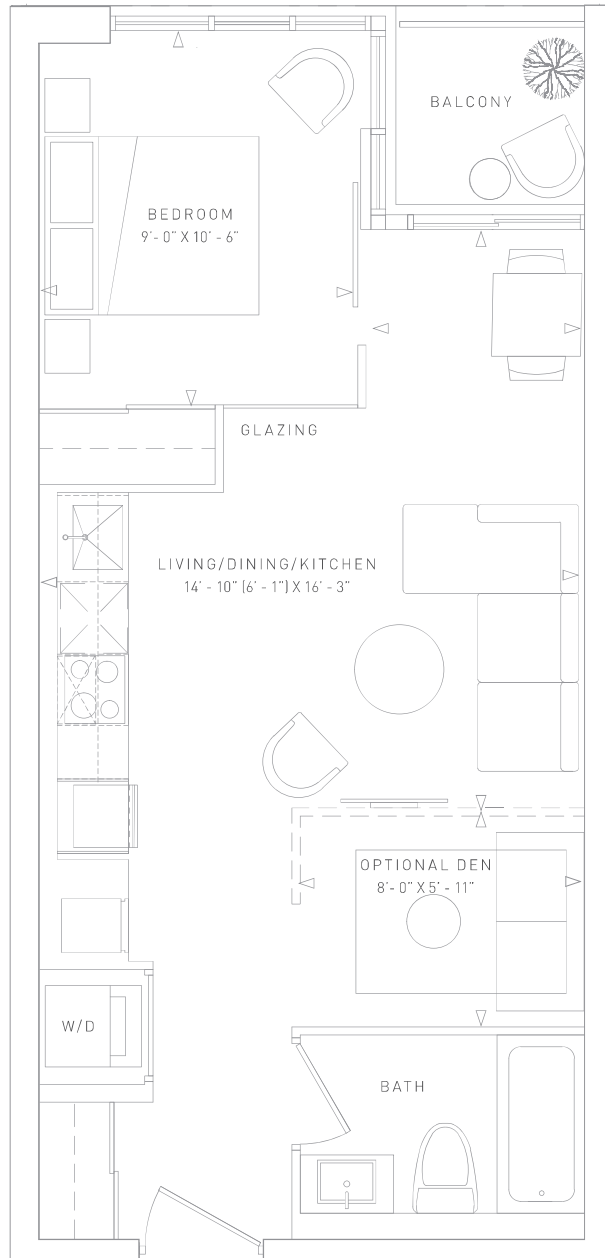 BALCONY
BEDROOM
9'- 0" X 10' - 6"
GLAZING
LIVING/DINING/KITCHEN
14' - 10" (6' - 1") X 16' - 3"
OPTIONAL DEN
8'- 0" X 5' - 11"
W/D
BATH